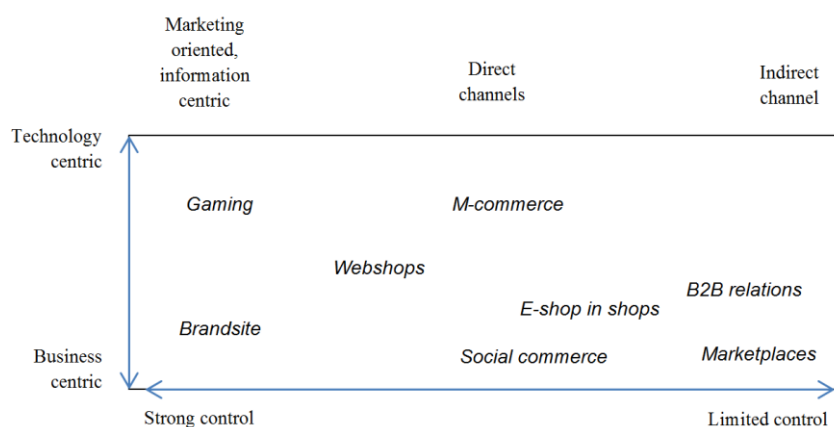 Marketing
oriented,
information
centric
Direct
channels
Indirect
channel
Technology
centric
Gaming
M-commerce
Webshops
B2B relations
E-shop in shops
Brandsite
Social commerce
Marketplaces
Business
centric
Strong control
Limited control